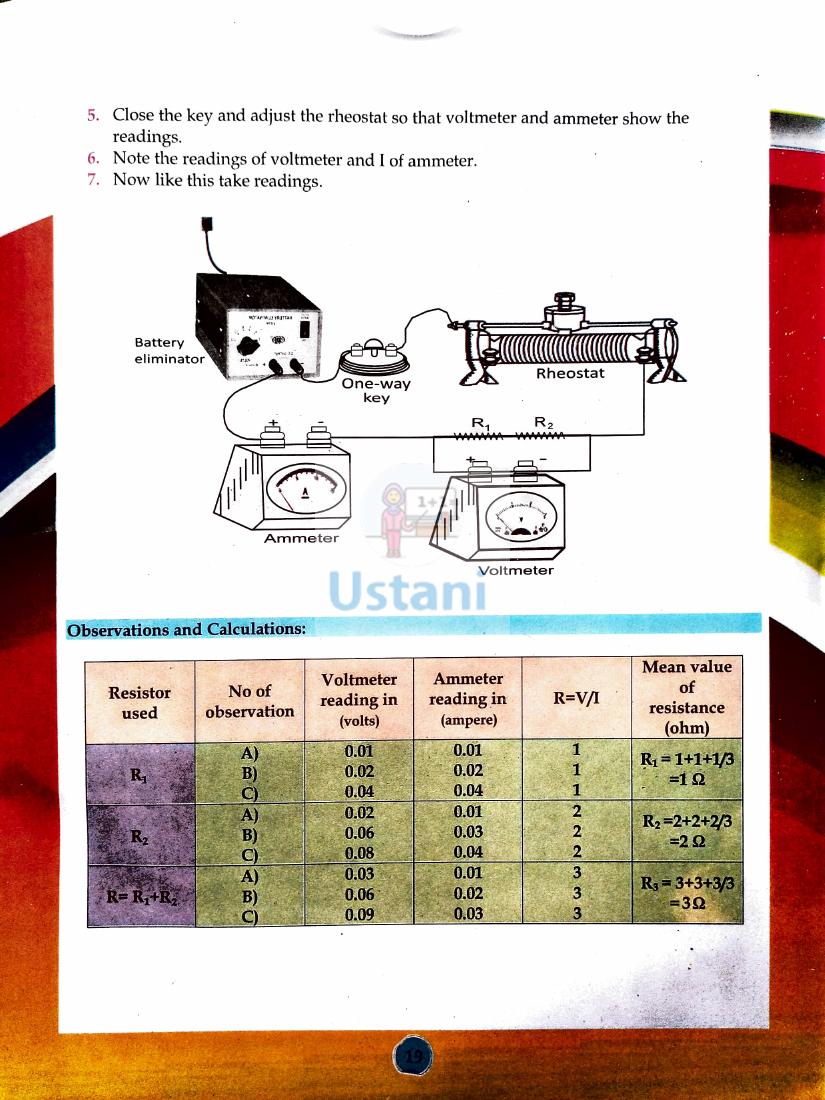 5. Close the key and adjust the rheostat so that voltmeter and ammeter show the
readings.
6. Note the readings of voltmeter and I of ammeter.
7. Now like this take readings.
Battery
eliminator
One-way
key
Rheostat
R₁ R₂
+ -
+ -
A
Ammeter
V
Voltmeter
1+1=
Ustani
Observations and Calculations:
Resistor used | No of observation | Voltmeter reading in (volts) | Ammeter reading in (ampere) | R=V/I | Mean value of resistance (ohm)
R₁ | A) | 0.01 | 0.01 | 1 | R₁ = 1+1+1/3
B) | 0.02 | 0.02 | 1 | =1 Ω
C) | 0.04 | 0.04 | 1
R₂ | A) | 0.02 | 0.01 | 2 | R₂ =2+2+2/3
B) | 0.06 | 0.03 | 2 | =2 Ω
C) | 0.08 | 0.04 | 2
R= R₁+R₂ | A) | 0.03 | 0.01 | 3 | R₃ = 3+3+3/3
B) | 0.06 | 0.02 | 3 | =3Ω
C) | 0.09 | 0.03 | 3
19